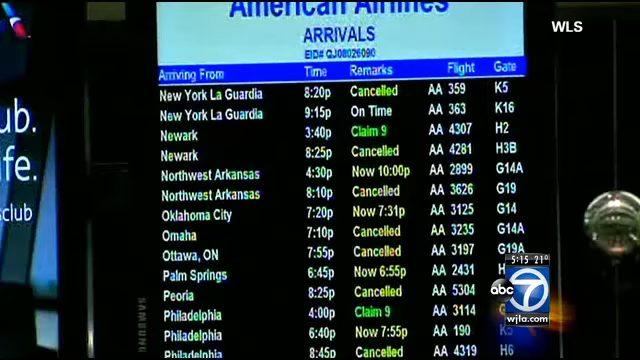 American Airlines
WLS
ARRIVALS
EID# QJ08026090
Arriving From Time Remarks Flight Gate
New York La Guardia 8:20p Cancelled AA 359 K5
New York La Guardia 9:15p On Time AA 363 K16
Newark 3:40p Claim 9 AA 4307 H2
Newark 8:25p Cancelled AA 4281 H3B
Northwest Arkansas 4:30p Now 10:00p AA 2899 G14A
Northwest Arkansas 8:10p Cancelled AA 3626 G19
Oklahoma City 7:20p Now 7:31p AA 3125 G14
Omaha 7:10p Cancelled AA 3235 G14A
Ottawa, ON 7:55p Cancelled AA 3197 G19A
Palm Springs 6:45p Now 6:55p AA 2431 H
Peoria 8:25p Cancelled AA 5304
Philadelphia 4:00p Claim 9 AA 3114 G
Philadelphia 6:40p Now 7:55p AA 190 K5
Philadelphia 8:45p Cancelled AA 4319 H6
ub.
ife.
sclub
SAMSUNG
5:15 21°
abc 7
wjla.com